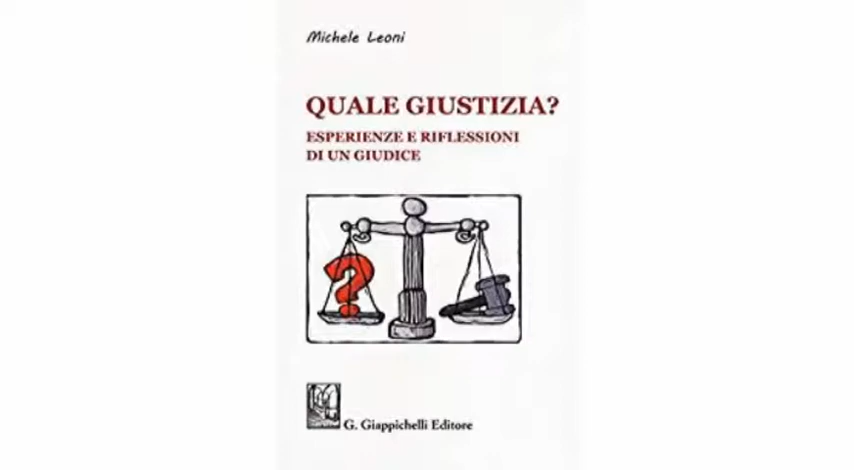 Michele Leoni
QUALE GIUSTIZIA?
ESPERIENZE E RIFLESSIONI
DI UN GIUDICE
?
G. Giappichelli Editore